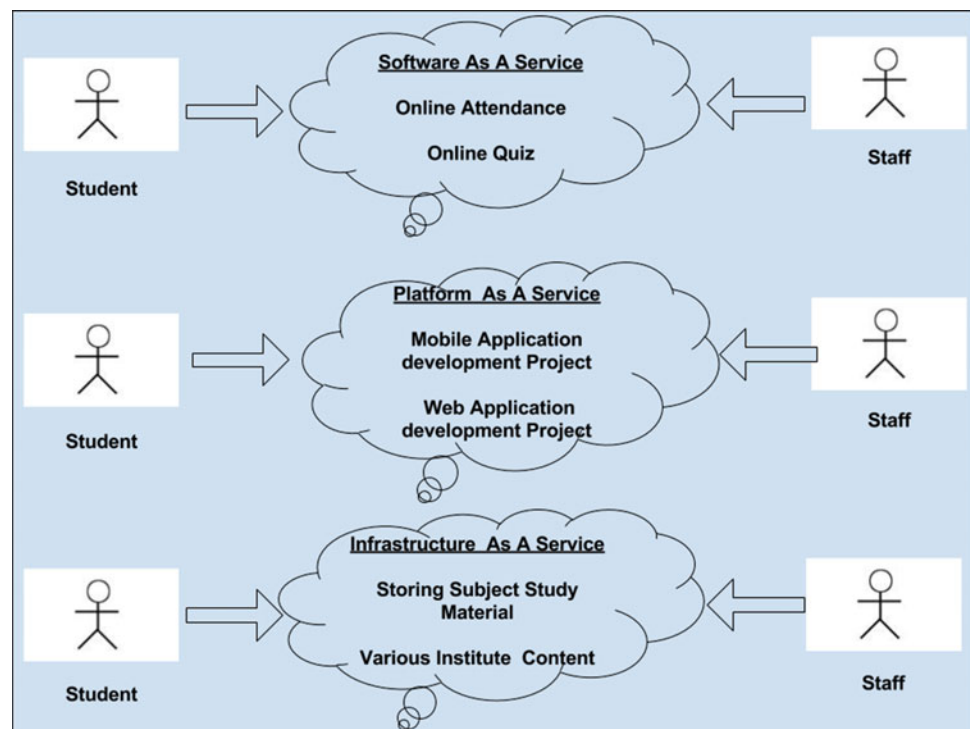 Software As A Service
Online Attendance
Online Quiz
Student
Staff
Platform As A Service
Mobile Application
development Project
Web Application
development Project
Student
Staff
Infrastructure As A Service
Storing Subject Study
Material
Various Institute Content
Student
Staff